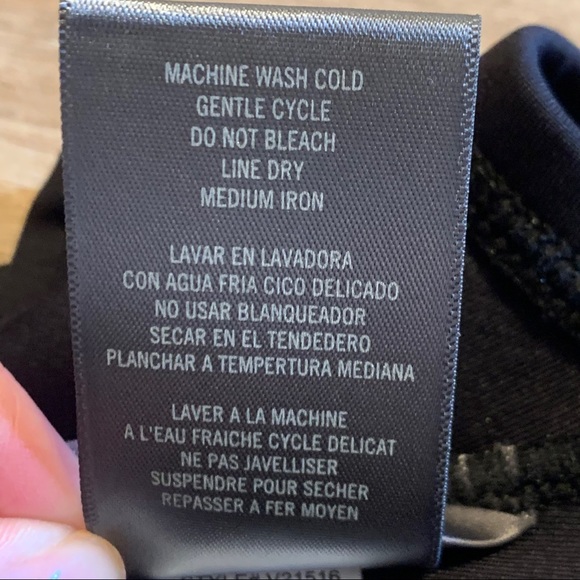 MACHINE WASH COLD
GENTLE CYCLE
DO NOT BLEACH
LINE DRY
MEDIUM IRON
LAVAR EN LAVADORA
CON AGUA FRIA CICO DELICADO
NO USAR BLANQUEADOR
SECAR EN EL TENDEDERO
PLANCHAR A TEMPERTURA MEDIANA
LAVER A LA MACHINE
A L'EAU FRAICHE CYCLE DELICAT
NE PAS JAVELLISER
SUSPENDRE POUR SECHER
REPASSER A FER MOYEN
STYLE# V21516